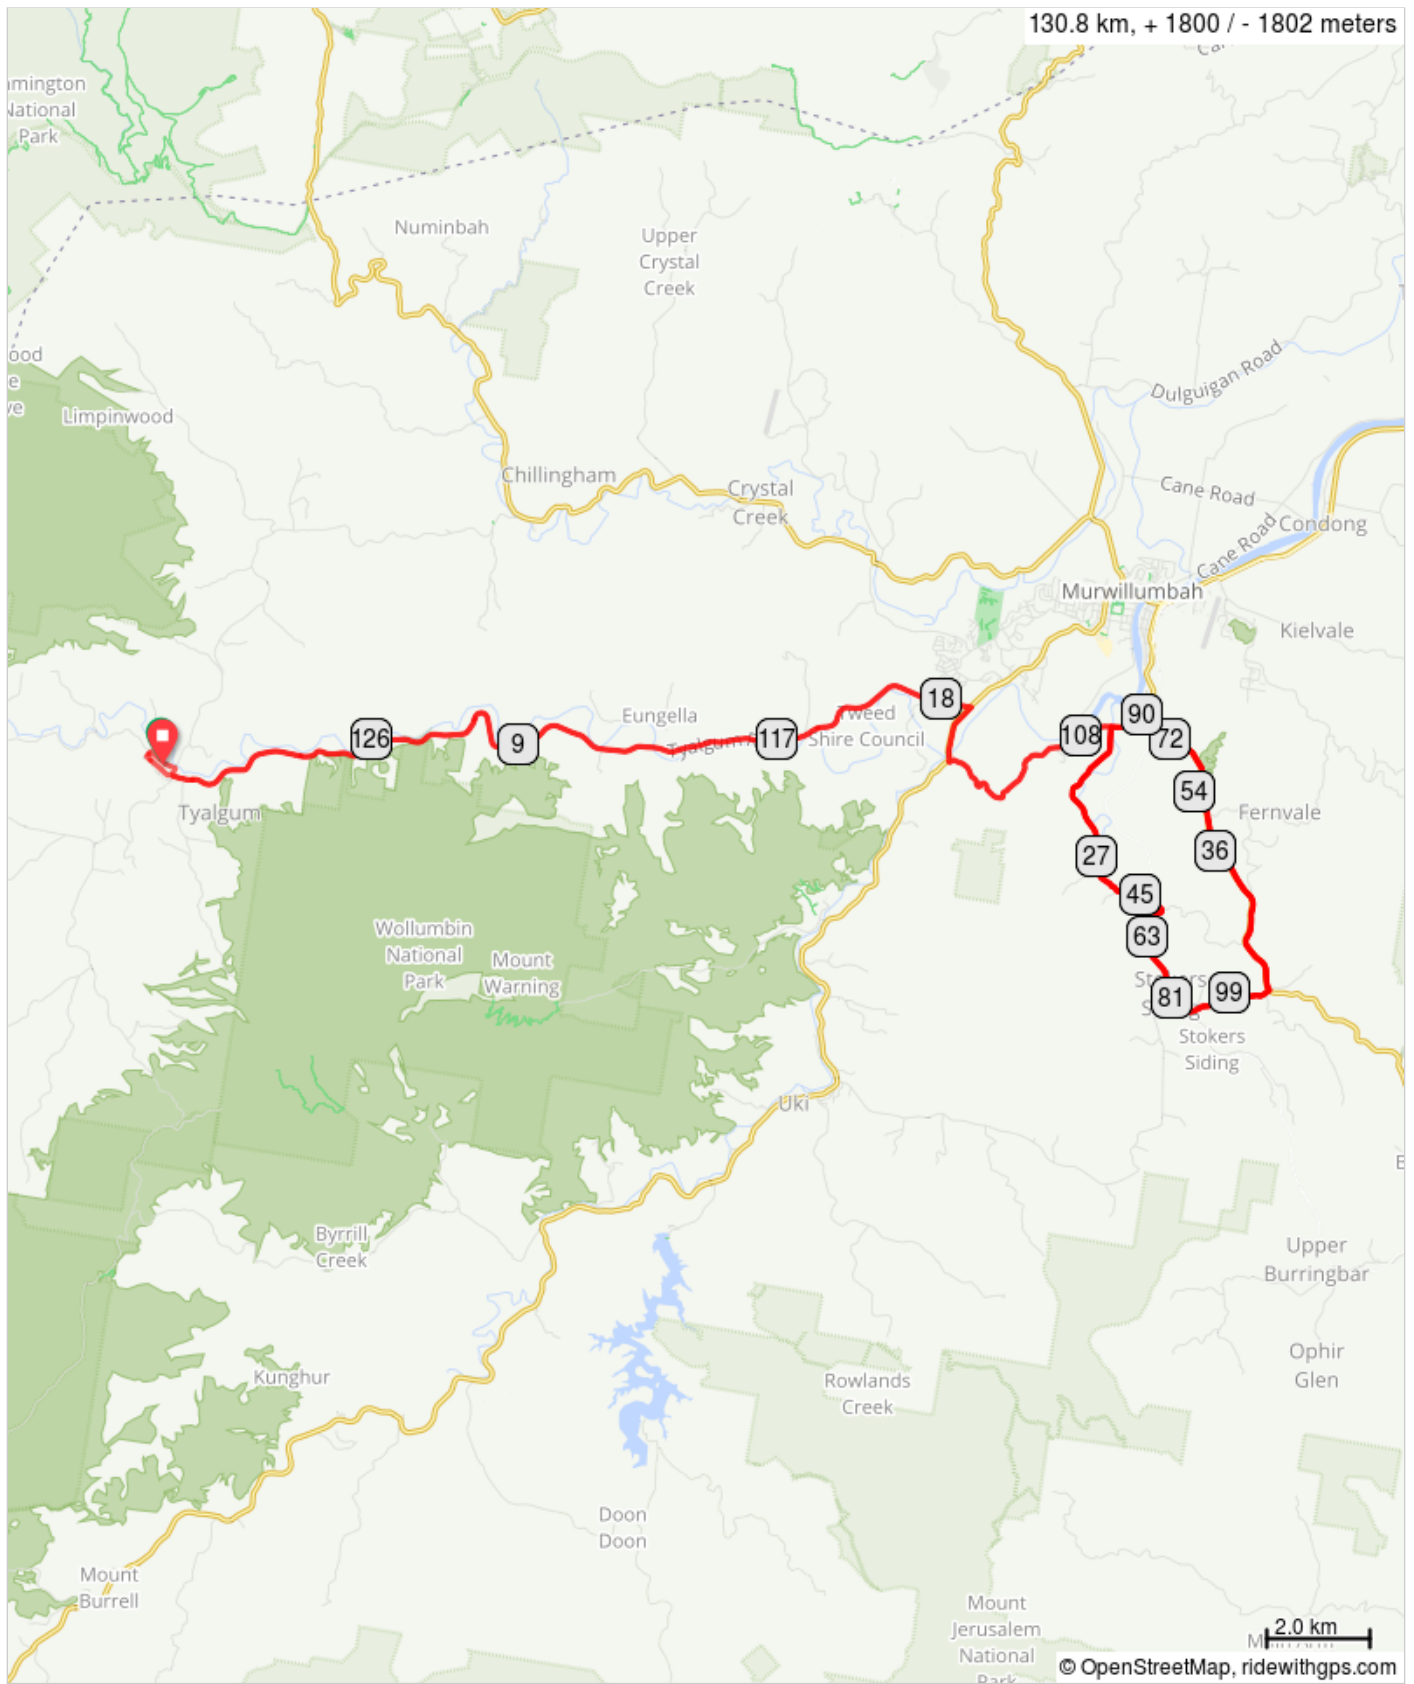 130.8 km, + 1800 / - 1802 meters
National
Park
Numinbah
Upper
Crystal
Creek
Dulguigan Road
Limpinwood
Chillingham
Crystal
Creek
Cane Road
Condong
Cane Road
Murwillumbah
Kielvale
18
Eungella
Tweed
Shire Council
90
126
9
117
108
72
54
Tyalgum
Fernvale
36
27
45
Wollumbin
National
Park
Mount
Warning
63
81
99
Stokers
Siding
Uki
Byrrill
Creek
Upper
Burringbar
Kunghur
Rowlands
Creek
Ophir
Glen
Doon
Doon
Mount
Burrell
Mount
Jerusalem
National
Park
2.0 km
© OpenStreetMap, ridewithgps.com